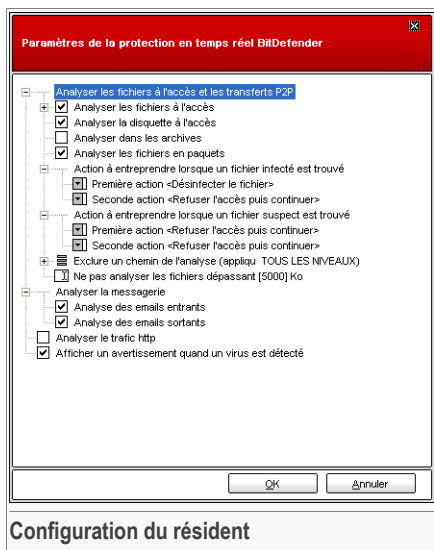 Paramètres de la protection en temps réel BitDefender
Analyser les fichiers à l'accès et les transferts P2P
Analyser les fichiers à l'accès
Analyser la disquette à l'accès
Analyser dans les archives
Analyser les fichiers en paquets
Action à entreprendre lorsque un fichier infecté est trouvé
Première action <Désinfecter le fichier>
Seconde action <Refuser l'accès puis continuer>
Action à entreprendre lorsque un fichier suspect est trouvé
Première action <Refuser l'accès puis continuer>
Seconde action <Refuser l'accès puis continuer>
Exclure un chemin de l'analyse (appliqu TOUS LES NIVEAUX)
Ne pas analyser les fichiers dépassant [5000] Ko
Analyser la messagerie
Analyse des emails entrants
Analyse des emails sortants
Analyser le trafic http
Afficher un avertissement quand un virus est détecté
OK Annuler
Configuration du résident